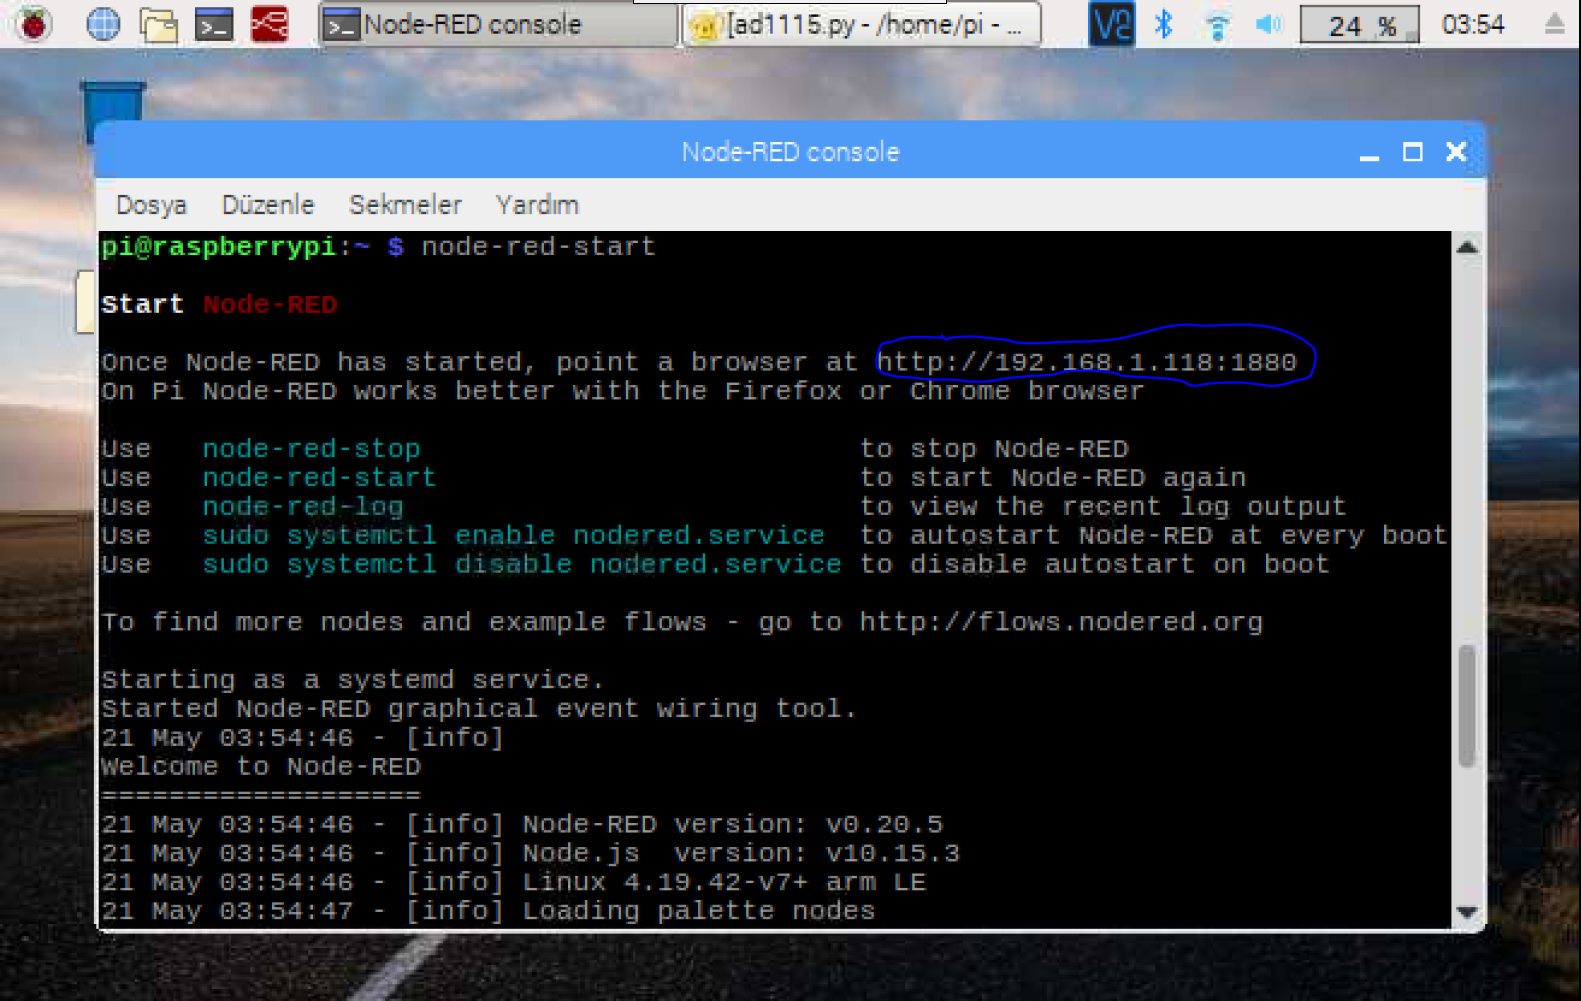 Node-RED console
[ad1115.py - /home/pi - ...
24 %
03:54
Node-RED console
Dosya Düzenle Sekmeler Yardım
pi@raspberrypi:~ $ node-red-start
Start Node-RED
Once Node-RED has started, point a browser at http://192.168.1.118:1880
On Pi Node-RED works better with the Firefox or Chrome browser
Use node-red-stop to stop Node-RED
Use node-red-start to start Node-RED again
Use node-red-log to view the recent log output
Use sudo systemctl enable nodered.service to autostart Node-RED at every boot
Use sudo systemctl disable nodered.service to disable autostart on boot
To find more nodes and example flows - go to http://flows.nodered.org
Starting as a systemd service.
Started Node-RED graphical event wiring tool.
21 May 03:54:46 - [info]
Welcome to Node-RED
===================
21 May 03:54:46 - [info] Node-RED version: v0.20.5
21 May 03:54:46 - [info] Node.js  version: v10.15.3
21 May 03:54:46 - [info] Linux 4.19.42-v7+ arm LE
21 May 03:54:47 - [info] Loading palette nodes